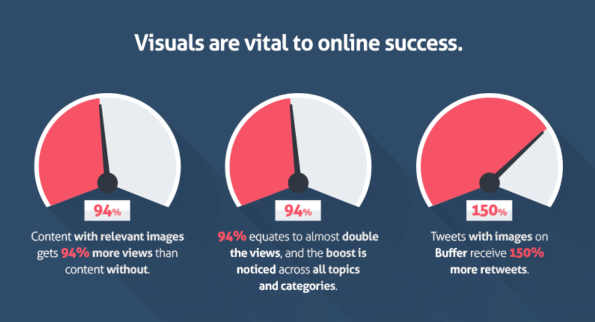 Visuals are vital to online success.
94%
Content with relevant images
gets 94% more views than
content without.
94%
94% equates to almost double
the views, and the boost is
noticed across all topics
and categories.
150%
Tweets with images on
Buffer receive 150%
more retweets.